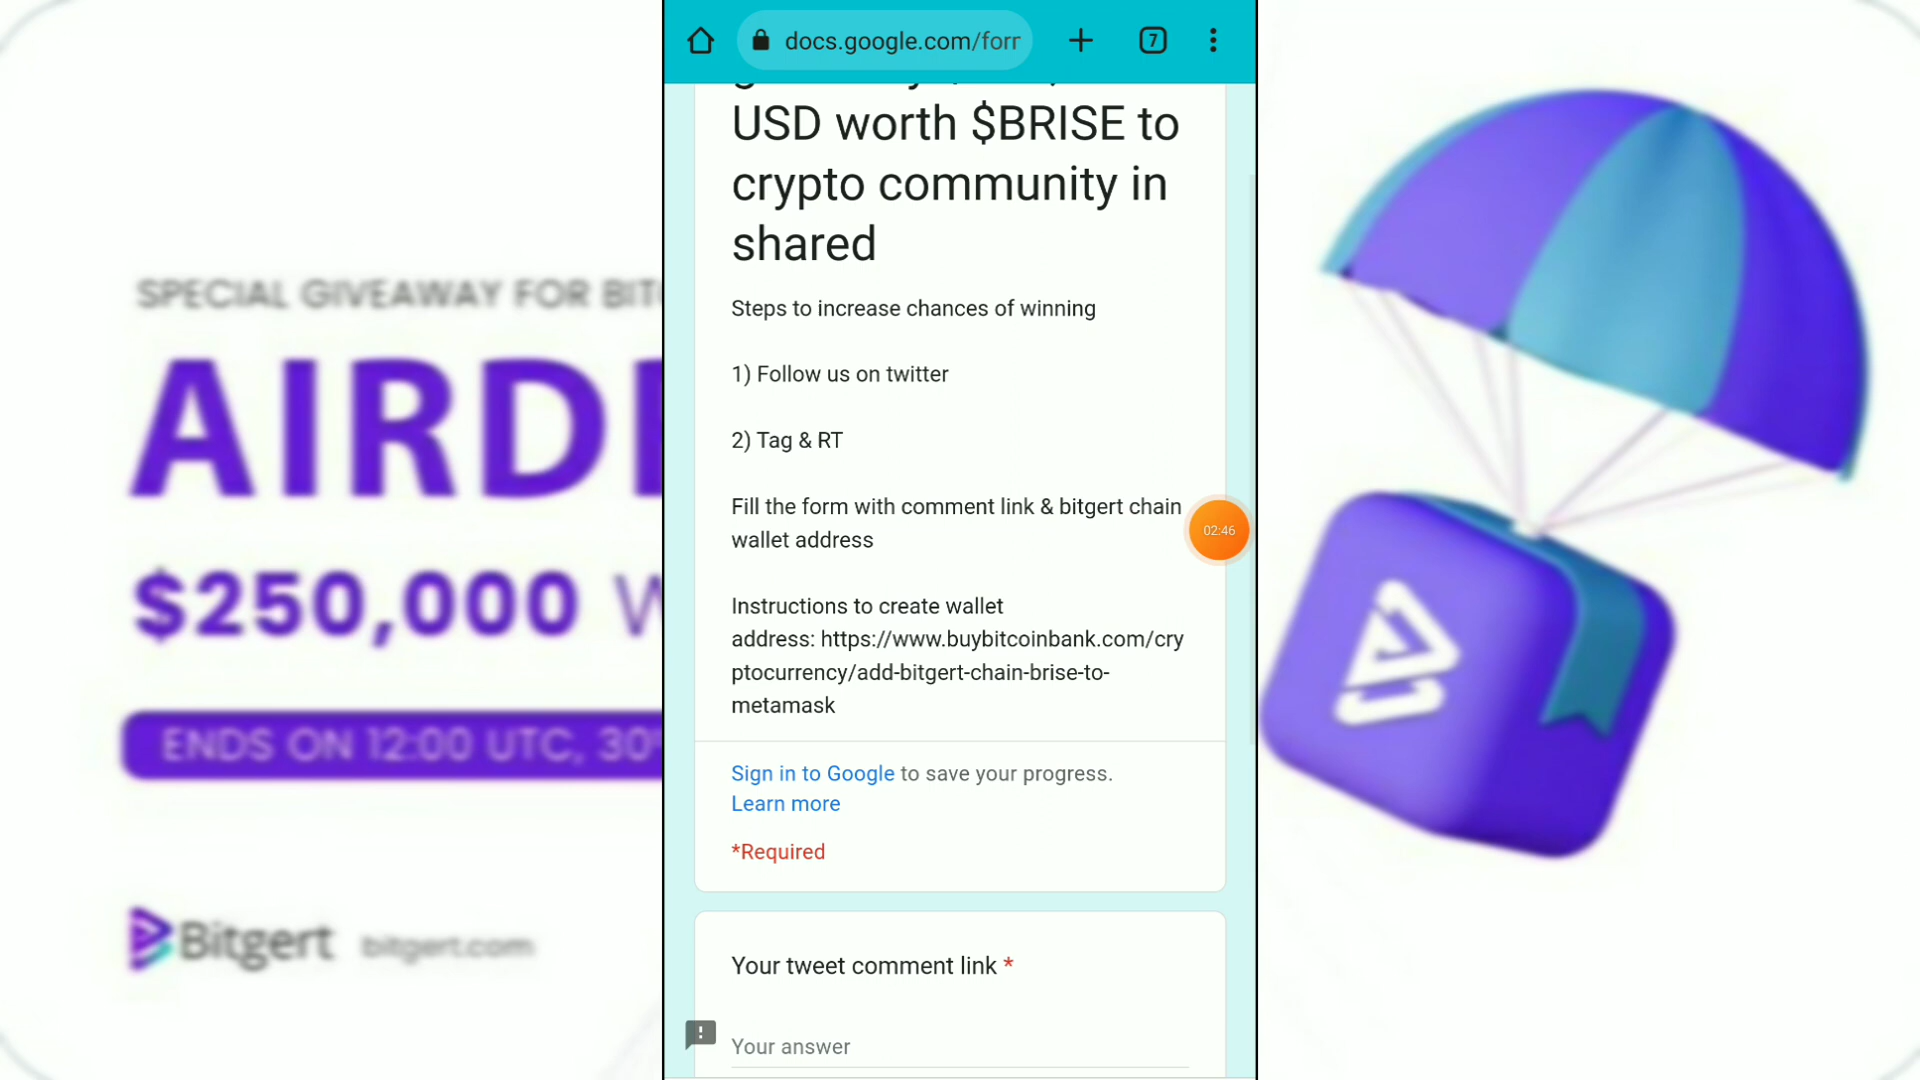 docs.google.com/forr
7
USD worth $BRISE to
crypto community in
shared
Steps to increase chances of winning
1) Follow us on twitter
2) Tag & RT
Fill the form with comment link & bitgert chain
wallet address
02:46
Instructions to create wallet
address: https://www.buybitcoinbank.com/cry
ptocurrency/add-bitgert-chain-brise-to-
metamask
Sign in to Google to save your progress.
Learn more
*Required
Your tweet comment link *
Your answer
SPECIAL GIVEAWAY FOR
AIRD
$250,000
ENDS ON 12:00 UTC, 30
Bitgert bitgert.com